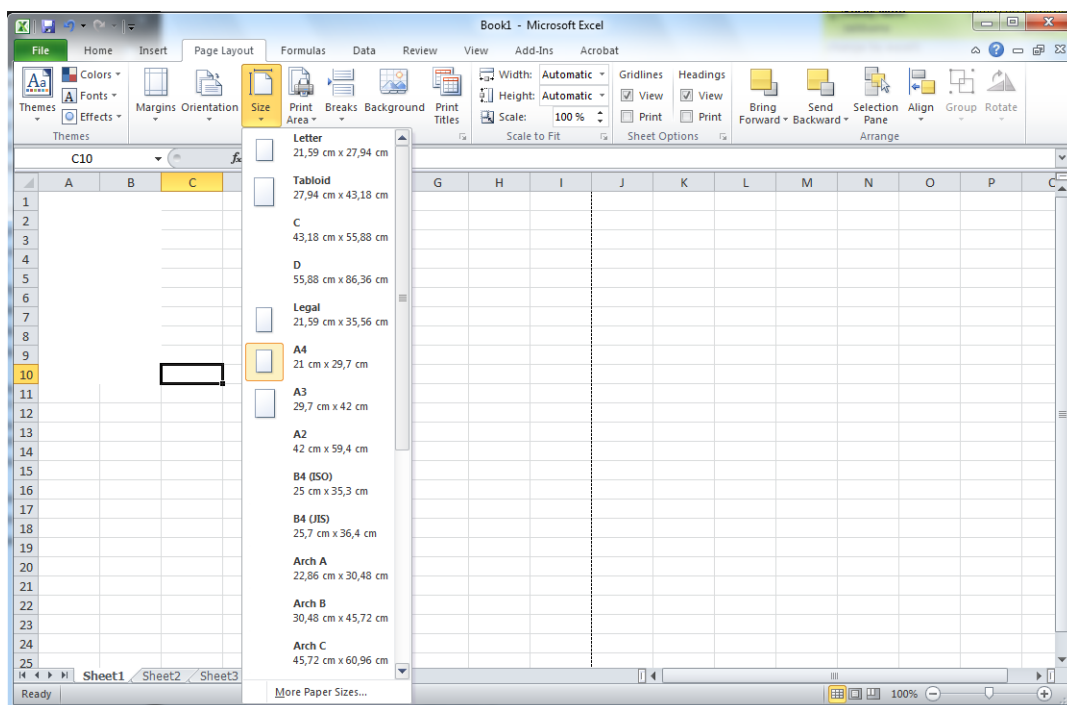 Book1 - Microsoft Excel
File Home Insert Page Layout Formulas Data Review View Add-Ins Acrobat
Colors Width: Automatic Gridlines Headings
Aa A Fonts Height: Automatic View View
Themes Effects Margins Orientation Size Print Area Breaks Background Print Titles Scale: 100 % Print Print Bring Forward Send Backward Selection Pane Align Group Rotate
Themes Scale to Fit Sheet Options Arrange
C10 fx
A B C G H I J K L M N O P
1
2
3
4
5
6
7
8
9
10
11
12
13
14
15
16
17
18
19
20
21
22
23
24
25
Letter
21,59 cm x 27,94 cm
Tabloid
27,94 cm x 43,18 cm
C
43,18 cm x 55,88 cm
D
55,88 cm x 86,36 cm
Legal
21,59 cm x 35,56 cm
A4
21 cm x 29,7 cm
A3
29,7 cm x 42 cm
A2
42 cm x 59,4 cm
B4 (ISO)
25 cm x 35,3 cm
B4 (JIS)
25,7 cm x 36,4 cm
Arch A
22,86 cm x 30,48 cm
Arch B
30,48 cm x 45,72 cm
Arch C
45,72 cm x 60,96 cm
More Paper Sizes...
Sheet1 Sheet2 Sheet3
Ready 100%